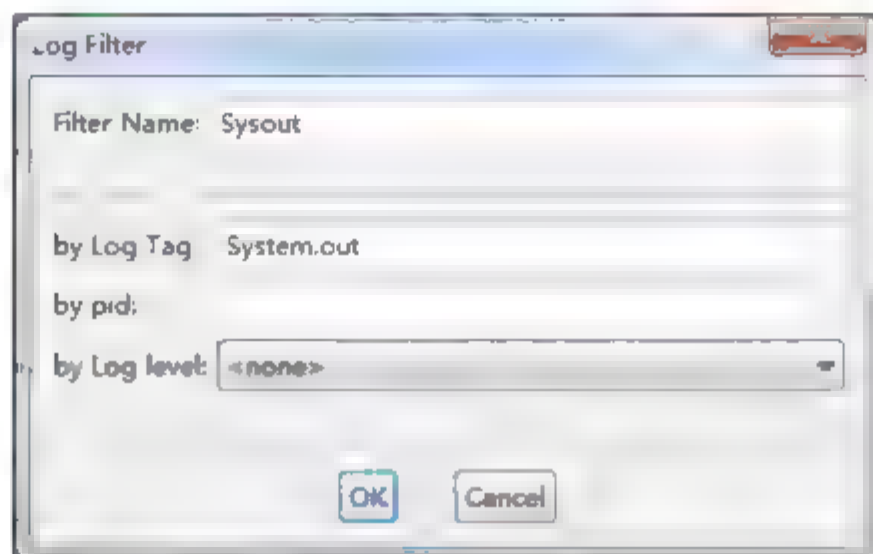 Log Filter
Filter Name: Sysout
by Log Tag System.out
by pid:
by Log level: <none>
OK Cancel